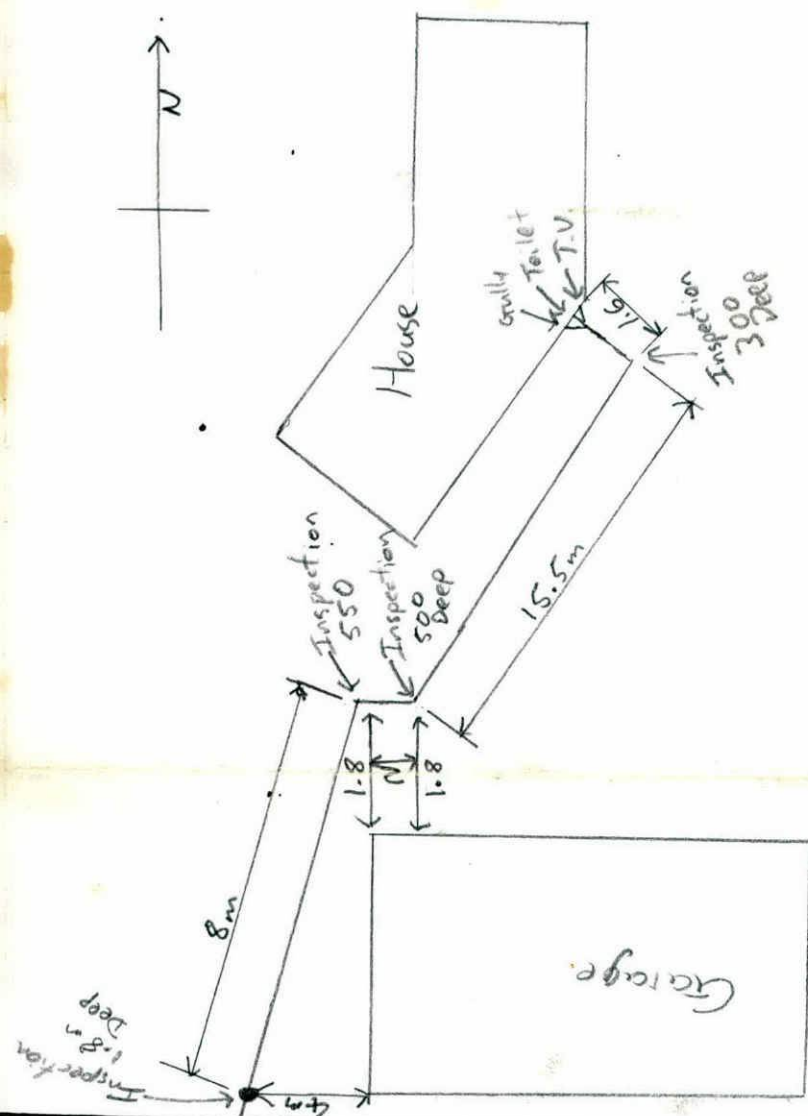 N
House
Gully
Toilet
T.V.
1.6
Inspection
300
Deep
15.5m
Inspection
550
Inspection
500
Deep
1.8
2
1.8
8m
Garage
Inspection
1.8m
Deep
4m